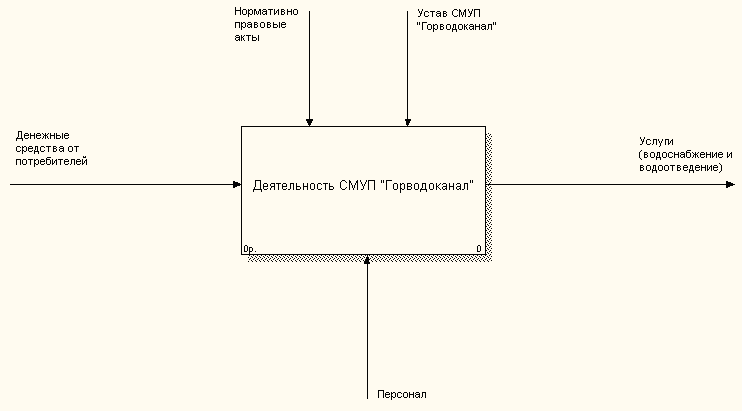 Нормативно
правовые
акты
Устав СМУП
"Горводоканал"
Денежные
средства от
потребителей
Услуги
(водоснабжение и
водоотведение)
Деятельность СМУП "Горводоканал"
0р.
0
Персонал